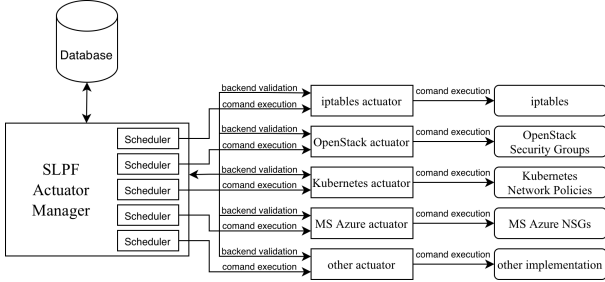 Database
SLPF
Actuator
Manager
Scheduler
Scheduler
Scheduler
Scheduler
Scheduler
backend validation
comand execution
iptables actuator
comand execution
iptables
backend validation
comand execution
OpenStack actuator
comand execution
OpenStack
Security Groups
backend validation
comand execution
Kubernetes actuator
comand execution
Kubernetes
Network Policies
backend validation
comand execution
MS Azure actuator
comand execution
MS Azure NSGs
backend validation
comand execution
other actuator
comand execution
other implementation